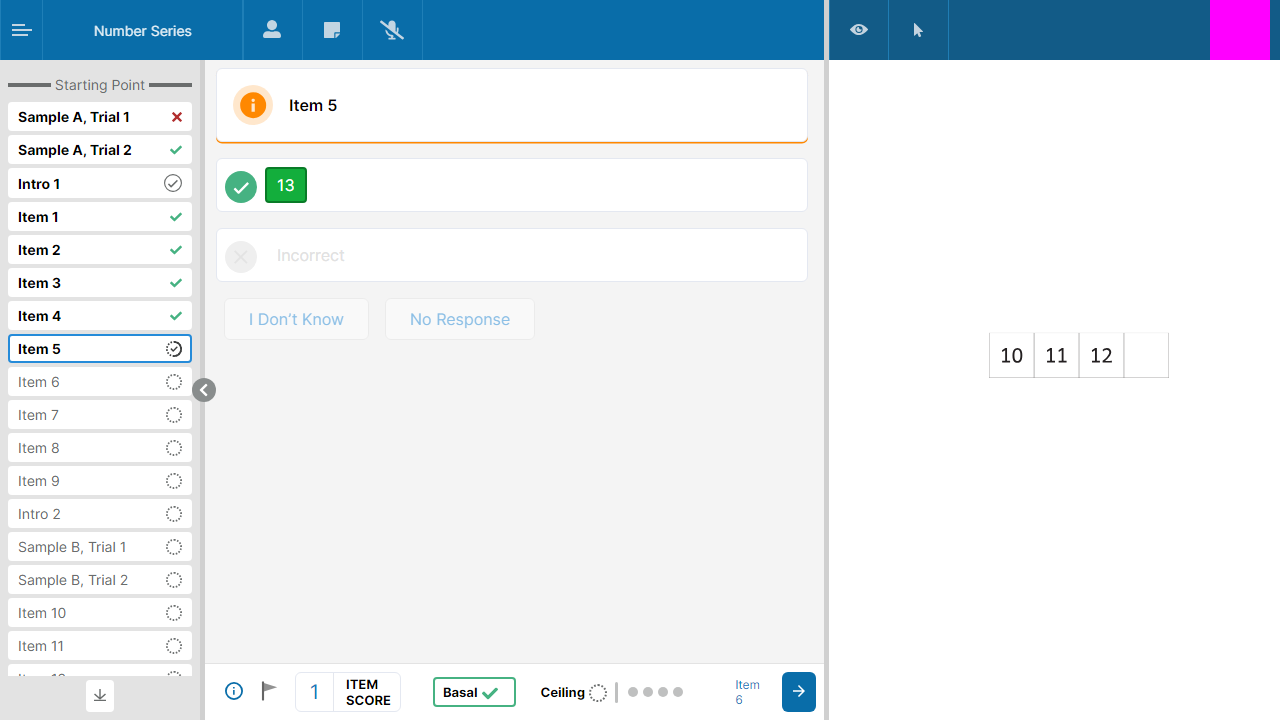 Number Series
Starting Point
Sample A, Trial 1
Sample A, Trial 2
Intro 1
Item 1
Item 2
Item 3
Item 4
Item 5
Item 6
Item 7
Item 8
Item 9
Intro 2
Sample B, Trial 1
Sample B, Trial 2
Item 10
Item 11
Item 5
13
Incorrect
I Don't Know
No Response
1
ITEM
SCORE
Basal
Ceiling
Item
6
10 11 12